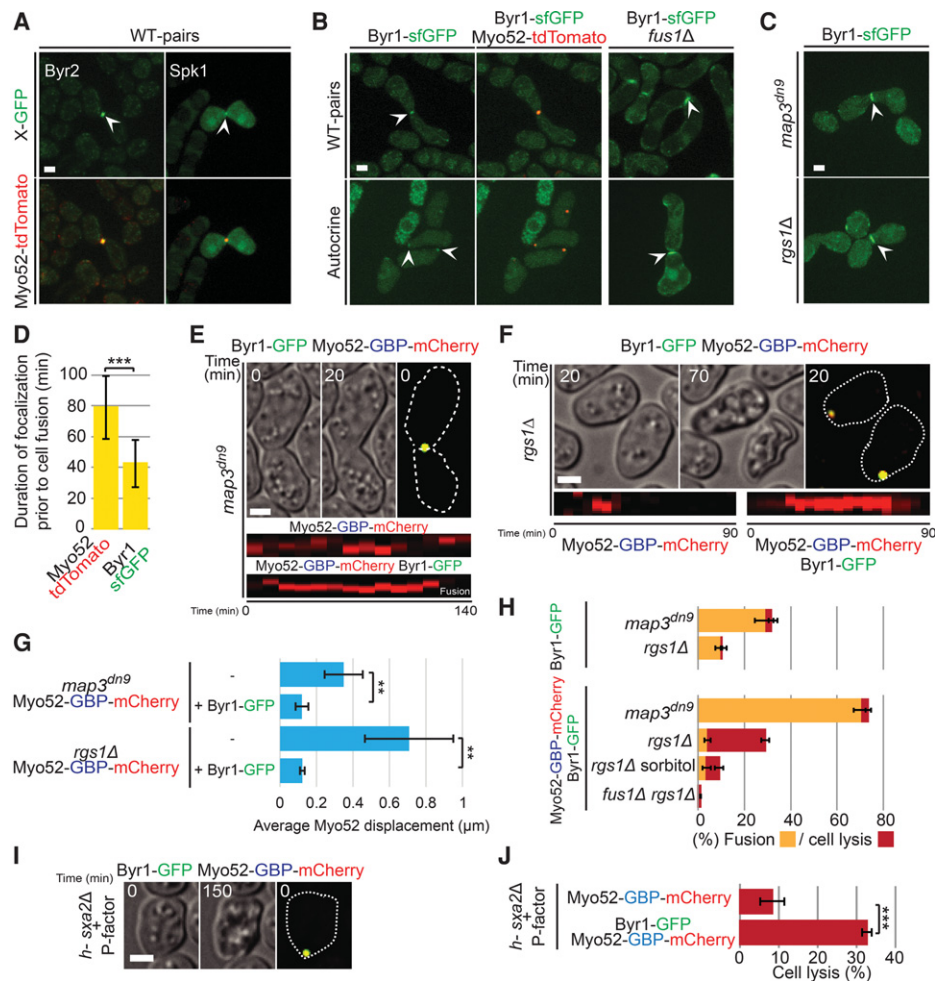 A
WT-pairs
X-GFP
Byr2
Spk1
Myo52-tdTomato
B
Byr1-sfGFP
Byr1-sfGFP
Myo52-tdTomato
Byr1-sfGFP
fus1Δ
WT-pairs
Autocrine
C
Byr1-sfGFP
map3dn9
rgs1Δ
D
***
Duration of focalization
prior to cell fusion (min)
100
80
60
40
20
0
Myo52
tdTomato
Byr1
sfGFP
E
Byr1-GFP Myo52-GBP-mCherry
Time
(min)
0
20
0
map3dn9
Myo52-GBP-mCherry
Myo52-GBP-mCherry Byr1-GFP
Fusion
Time (min) 0 140
F
Byr1-GFP Myo52-GBP-mCherry
Time
(min)
20
70
20
rgs1Δ
Time (min) 0 90 0 90
Myo52-GBP-mCherry
Myo52-GBP-mCherry
Byr1-GFP
G
map3dn9
Myo52-GBP-mCherry
-
+ Byr1-GFP
**
rgs1Δ
Myo52-GBP-mCherry
-
+ Byr1-GFP
**
0 0.2 0.4 0.6 0.8 1
Average Myo52 displacement (μm)
H
Byr1-GFP
map3dn9
rgs1Δ
Myo52-GBP-mCherry
Byr1-GFP
map3dn9
rgs1Δ
rgs1Δ sorbitol
fus1Δ rgs1Δ
0 20 40 60 80
(%) Fusion / cell lysis
I
Byr1-GFP Myo52-GBP-mCherry
Time (min)
0
150
0
h- sxa2Δ
+
P-factor
J
h- sxa2Δ
+
P-factor
Myo52-GBP-mCherry
Byr1-GFP
Myo52-GBP-mCherry
***
0 10 20 30 40
Cell lysis (%)